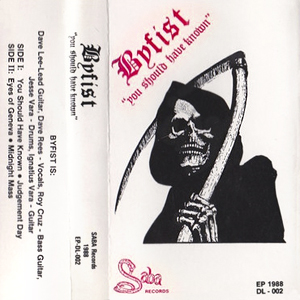 BYFIST IS:
Dave Lee-Lead Guitar, Dave Rees - Vocals, Roy Cruz - Bass Guitar,
Jesse Vara - Drums, Ignatius Vara - Guitar
SIDE I: You Should Have Known • Judgement Day
SIDE II: Eyes of Geneva • Midnight Mass
Byfist
"you should have known"
SABA Records
1988
EP-DL-002
Byfist
"you should have known"
Saba
RECORDS
EP 1988
DL - 002